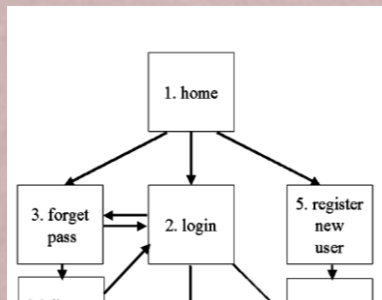 1. home
3. forget
pass
2. login
5. register
new
user